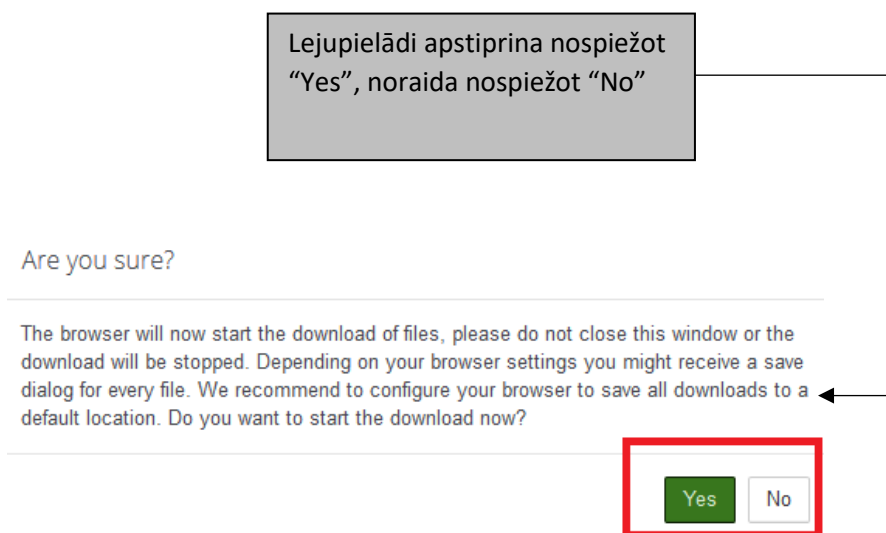 Lejupielādi apstiprina nospiežot
“Yes”, noraida nospiežot “No”
Are you sure?
The browser will now start the download of files, please do not close this window or the
download will be stopped. Depending on your browser settings you might receive a save
dialog for every file. We recommend to configure your browser to save all downloads to a
default location. Do you want to start the download now?
Yes No